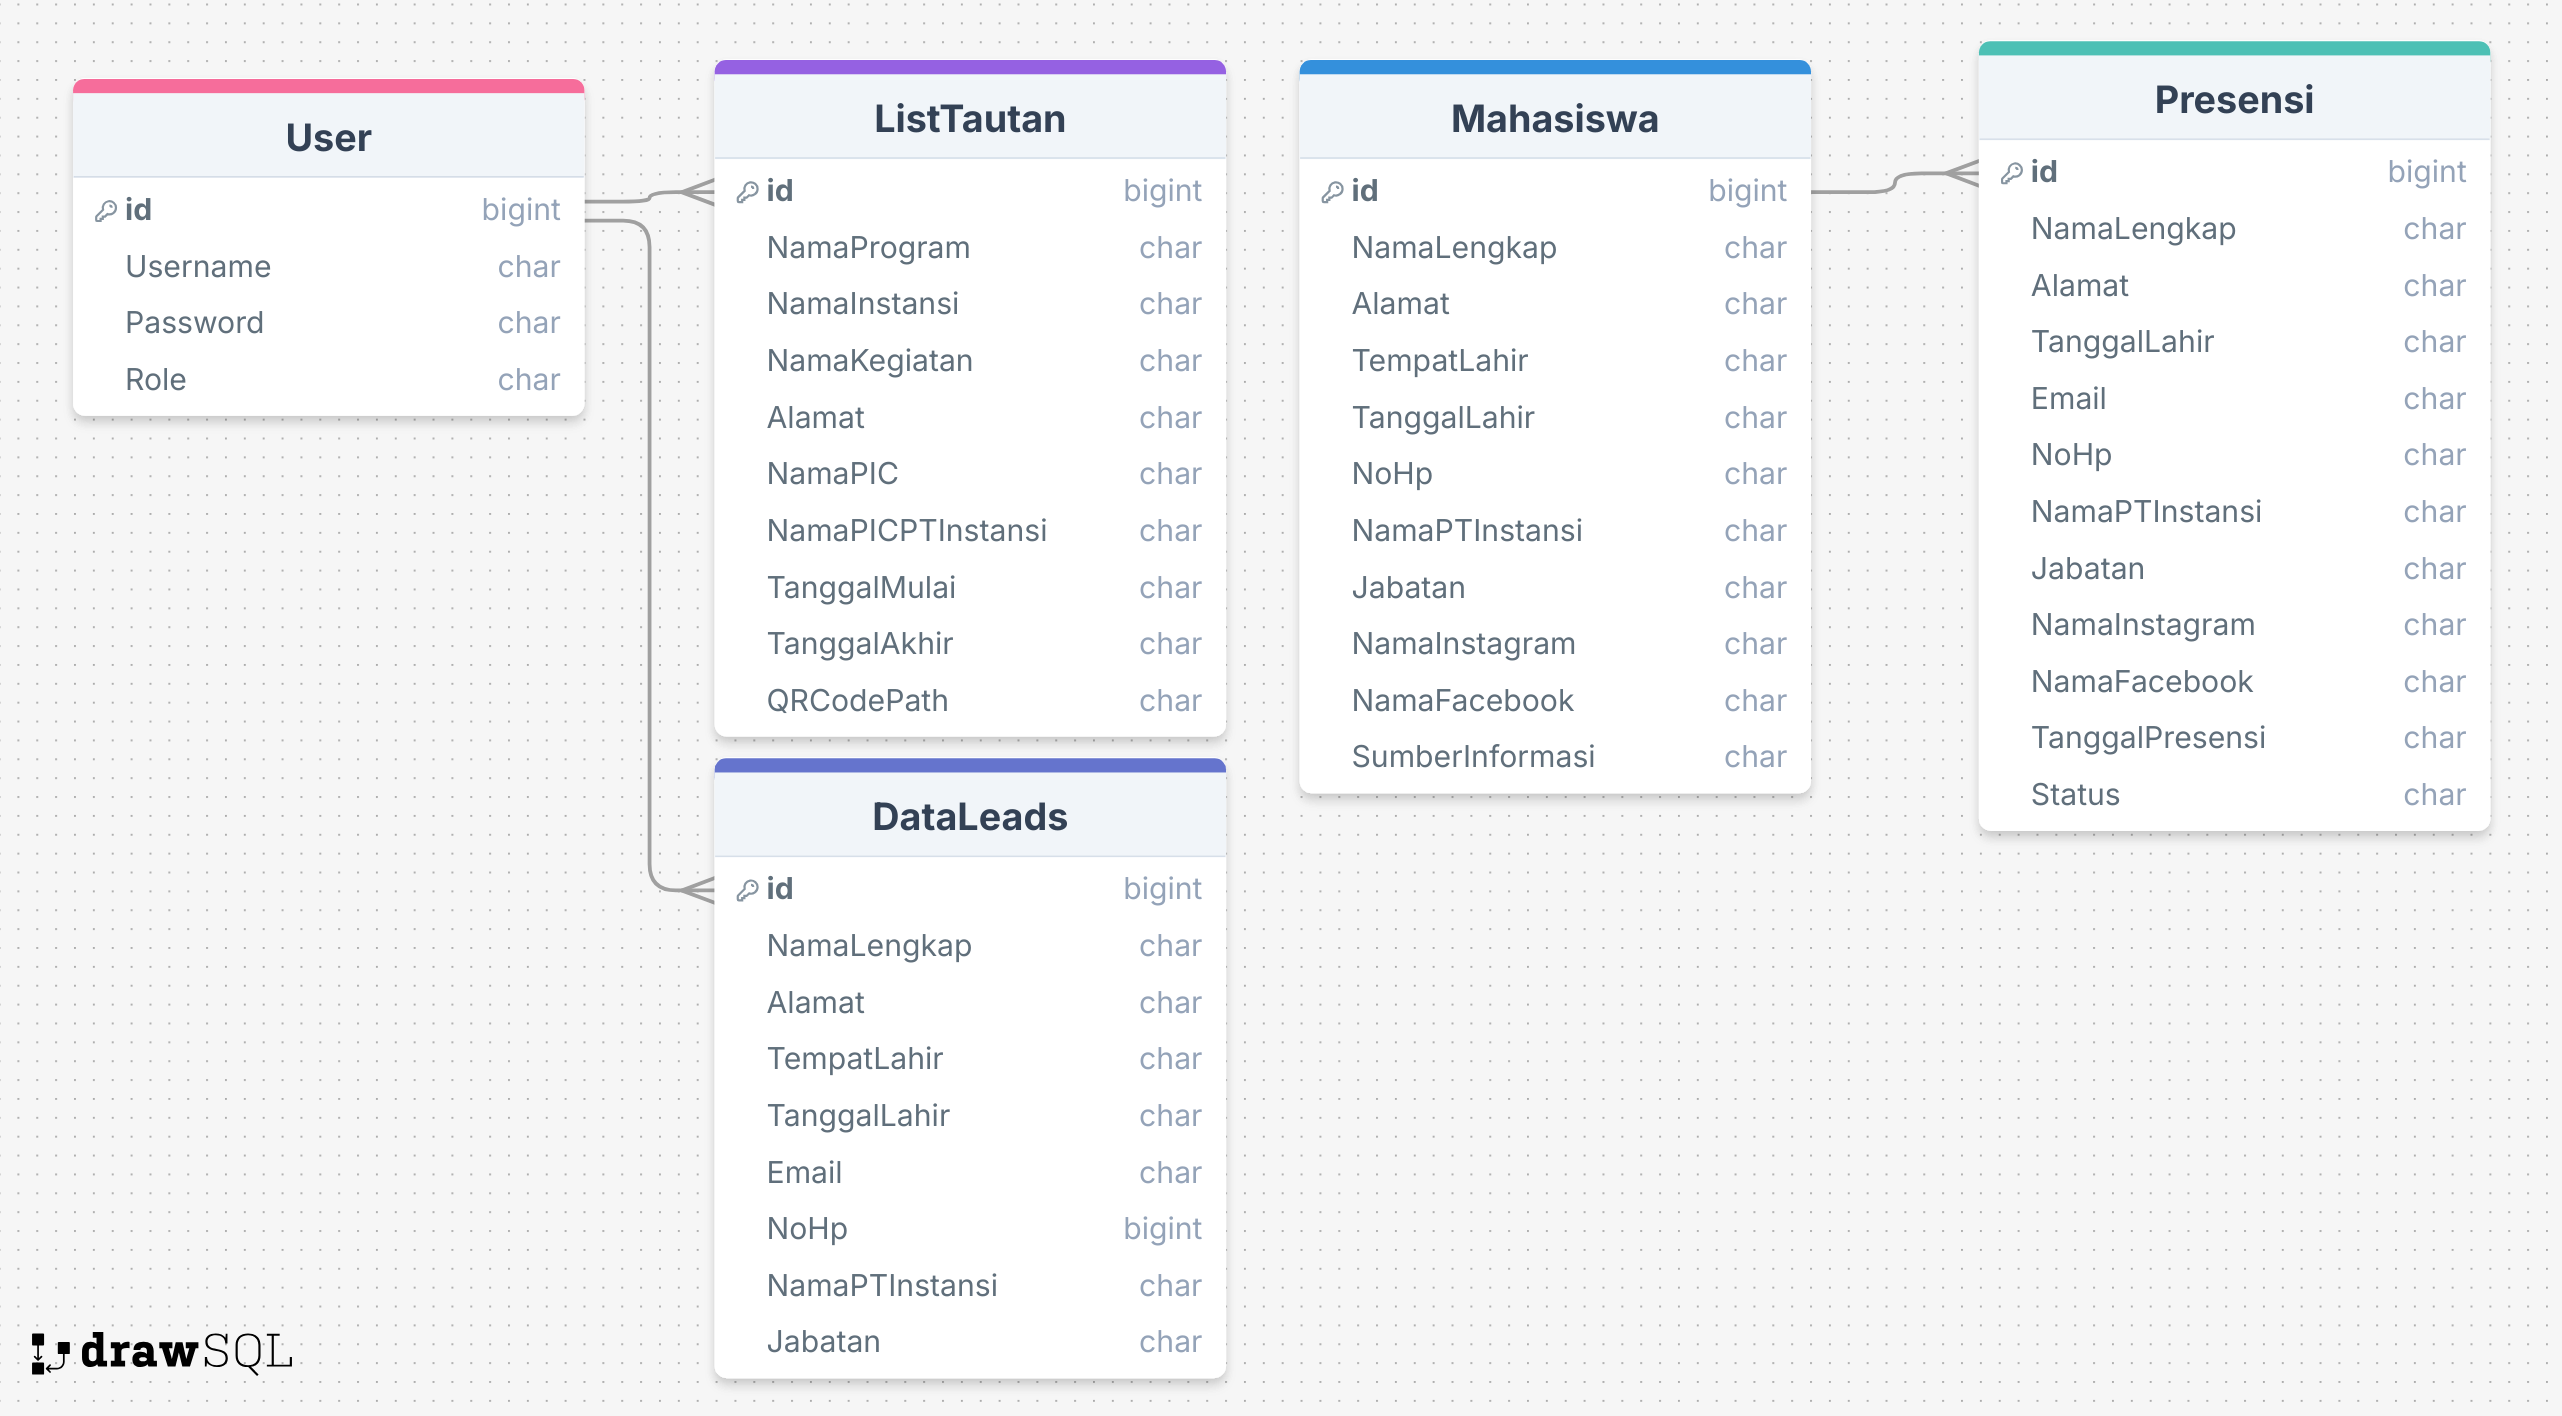 User
id bigint
Username char
Password char
Role char
ListTautan
id bigint
NamaProgram char
NamaInstansi char
NamaKegiatan char
Alamat char
NamaPIC char
NamaPICPTInstansi char
TanggalMulai char
TanggalAkhir char
QRCodePath char
DataLeads
id bigint
NamaLengkap char
Alamat char
TempatLahir char
TanggalLahir char
Email char
NoHp bigint
NamaPTInstansi char
Jabatan char
Mahasiswa
id bigint
NamaLengkap char
Alamat char
TempatLahir char
TanggalLahir char
NoHp char
NamaPTInstansi char
Jabatan char
NamaInstagram char
NamaFacebook char
SumberInformasi char
Presensi
id bigint
NamaLengkap char
Alamat char
TanggalLahir char
Email char
NoHp char
NamaPTInstansi char
Jabatan char
NamaInstagram char
NamaFacebook char
TanggalPresensi char
Status char
drawSQL